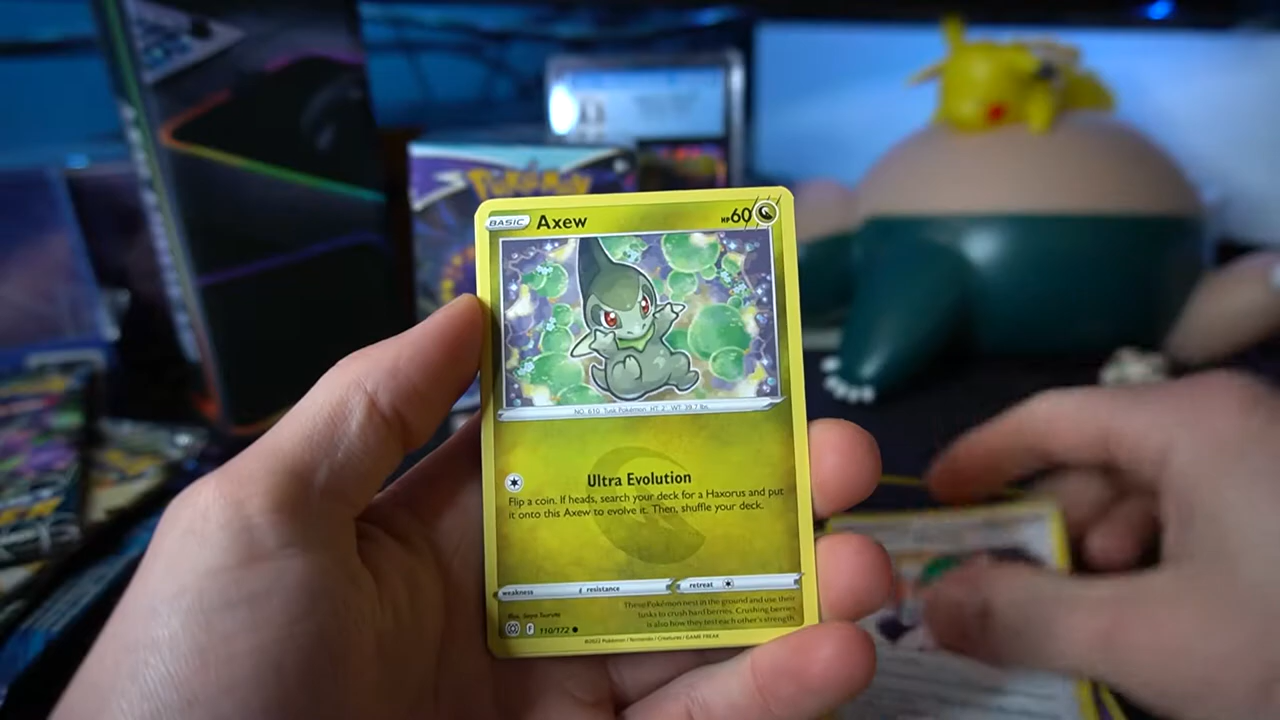 Pokémon
BASIC Axew HP 60
NO. 610 Tusk Pokémon HT: 2' WT: 39.7 lbs.
Ultra Evolution
Flip a coin. If heads, search your deck for a Haxorus and put
it onto this Axew to evolve it. Then, shuffle your deck.
weakness resistance retreat
These Pokémon nest in the ground and use their
tusks to crush hard berries. Crushing berries
is also how they test each other's strength.
F 110/172
©2022 Pokémon / Nintendo / Creatures / GAME FREAK